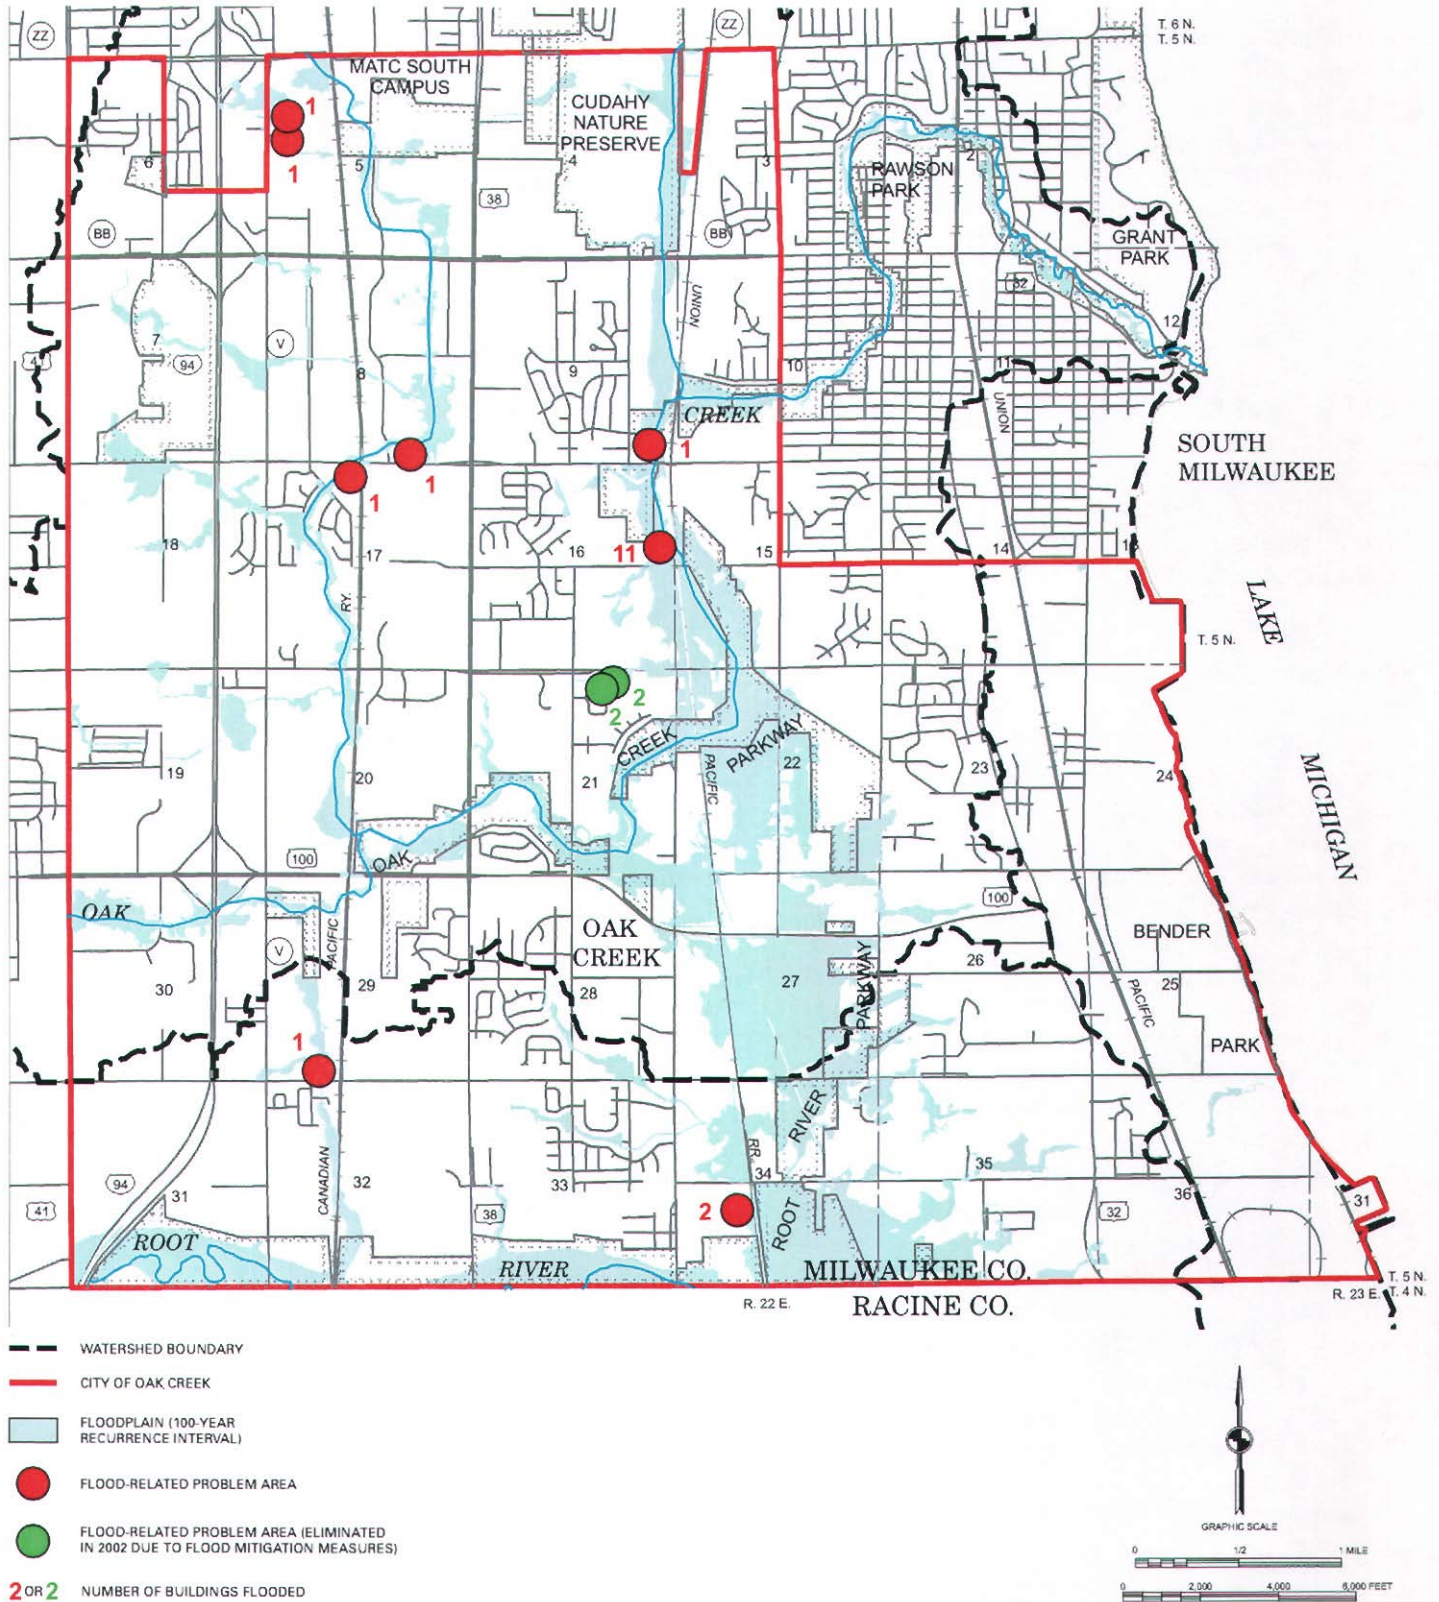 ZZ
ZZ
T. 6 N.
T. 5 N.
MATC SOUTH
CAMPUS
CUDAHY
NATURE
PRESERVE
1
1
6
5
4
3
2
38
RAWSON
PARK
BB
BB
GRANT
PARK
UNION
32
12
7
94
V
8
9
10
11
CREEK
UNION
1
1
1
SOUTH
MILWAUKEE
18
17
16
11
15
14
13
RY.
LAKE
T. 5 N.
2
2
CREEK
PARKWAY
PACIFIC
19
20
21
22
23
24
MICHIGAN
100
OAK
100
OAK
OAK
CREEK
BENDER
V
PACIFIC
PARKWAY
30
29
28
27
26
25
PACIFIC
PARK
1
RIVER
CANADIAN
RR.
94
31
32
33
34
35
36
31
41
38
2
ROOT
32
ROOT
RIVER
MILWAUKEE CO.
RACINE CO.
R. 22 E.
R. 23 E.
T. 5 N.
T. 4 N.
WATERSHED BOUNDARY
CITY OF OAK CREEK
FLOODPLAIN (100-YEAR
RECURRENCE INTERVAL)
FLOOD-RELATED PROBLEM AREA
FLOOD-RELATED PROBLEM AREA (ELIMINATED
IN 2002 DUE TO FLOOD MITIGATION MEASURES)
2 OR 2 NUMBER OF BUILDINGS FLOODED
GRAPHIC SCALE
0 1/2 1 MILE
0 2,000 4,000 6,000 FEET